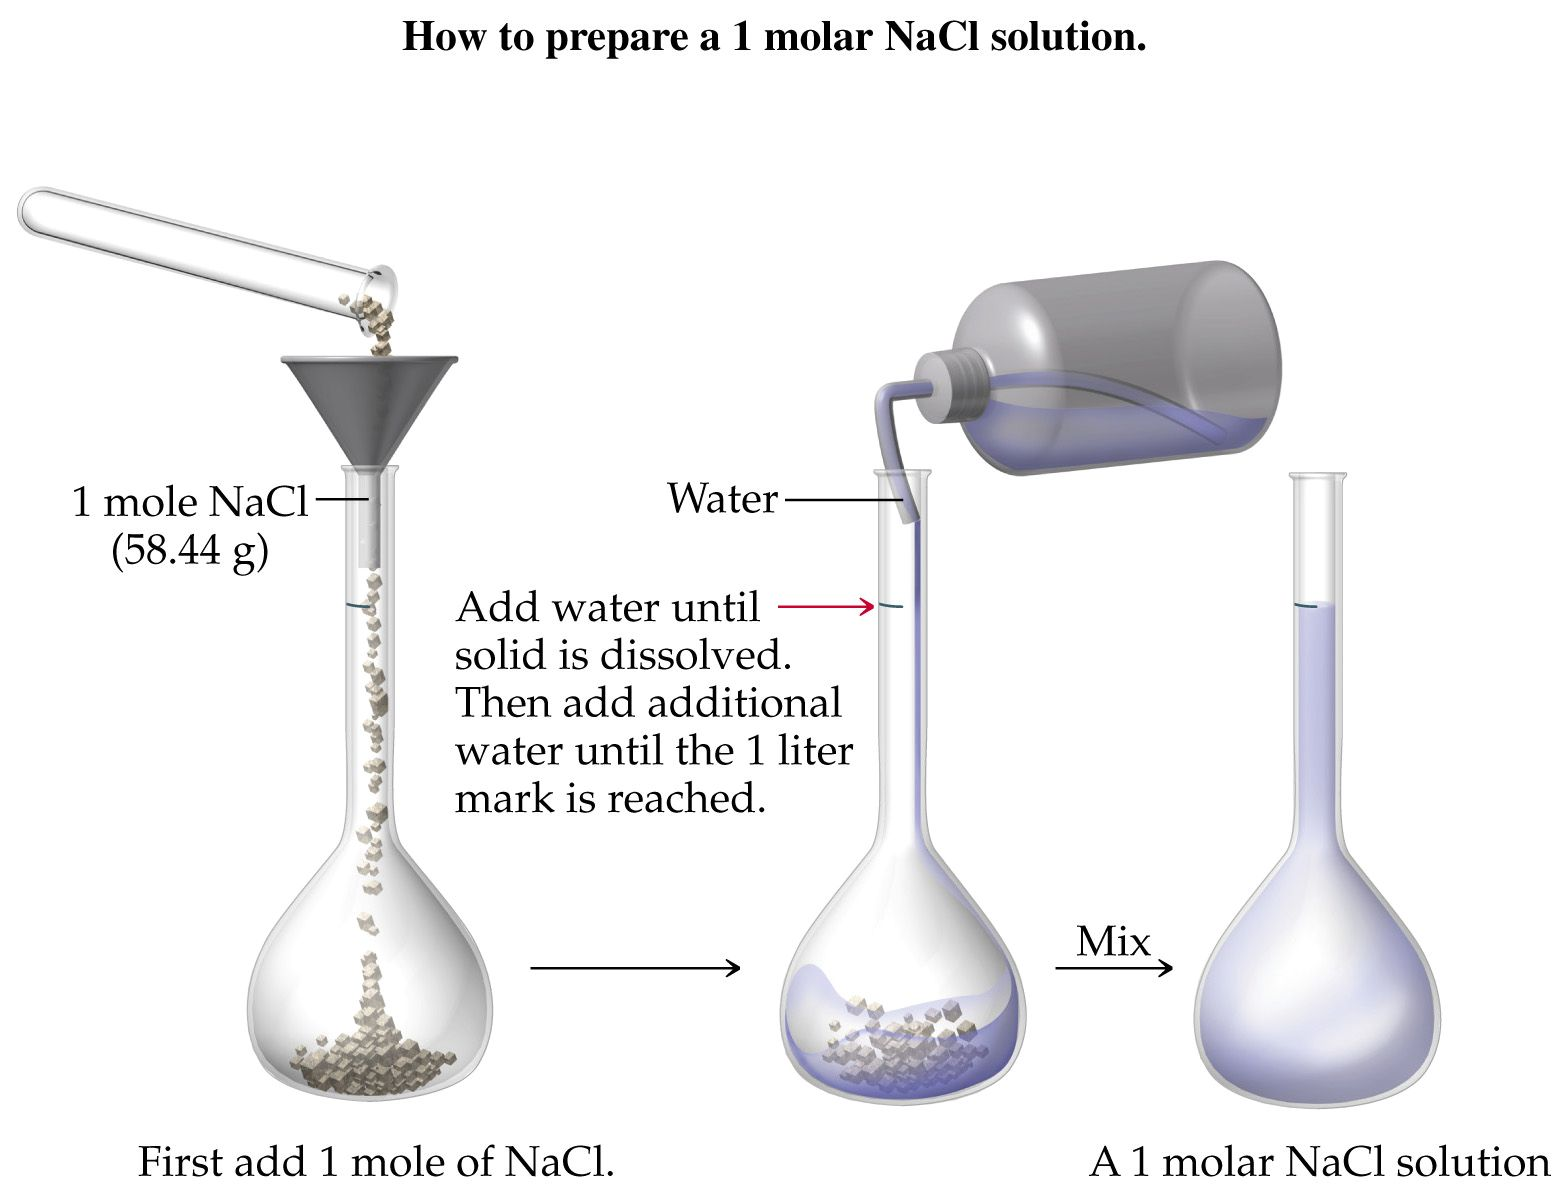 How to prepare a 1 molar NaCl solution.
1 mole NaCl
(58.44 g)
Water
Add water until
solid is dissolved.
Then add additional
water until the 1 liter
mark is reached.
Mix
First add 1 mole of NaCl.
A 1 molar NaCl solution